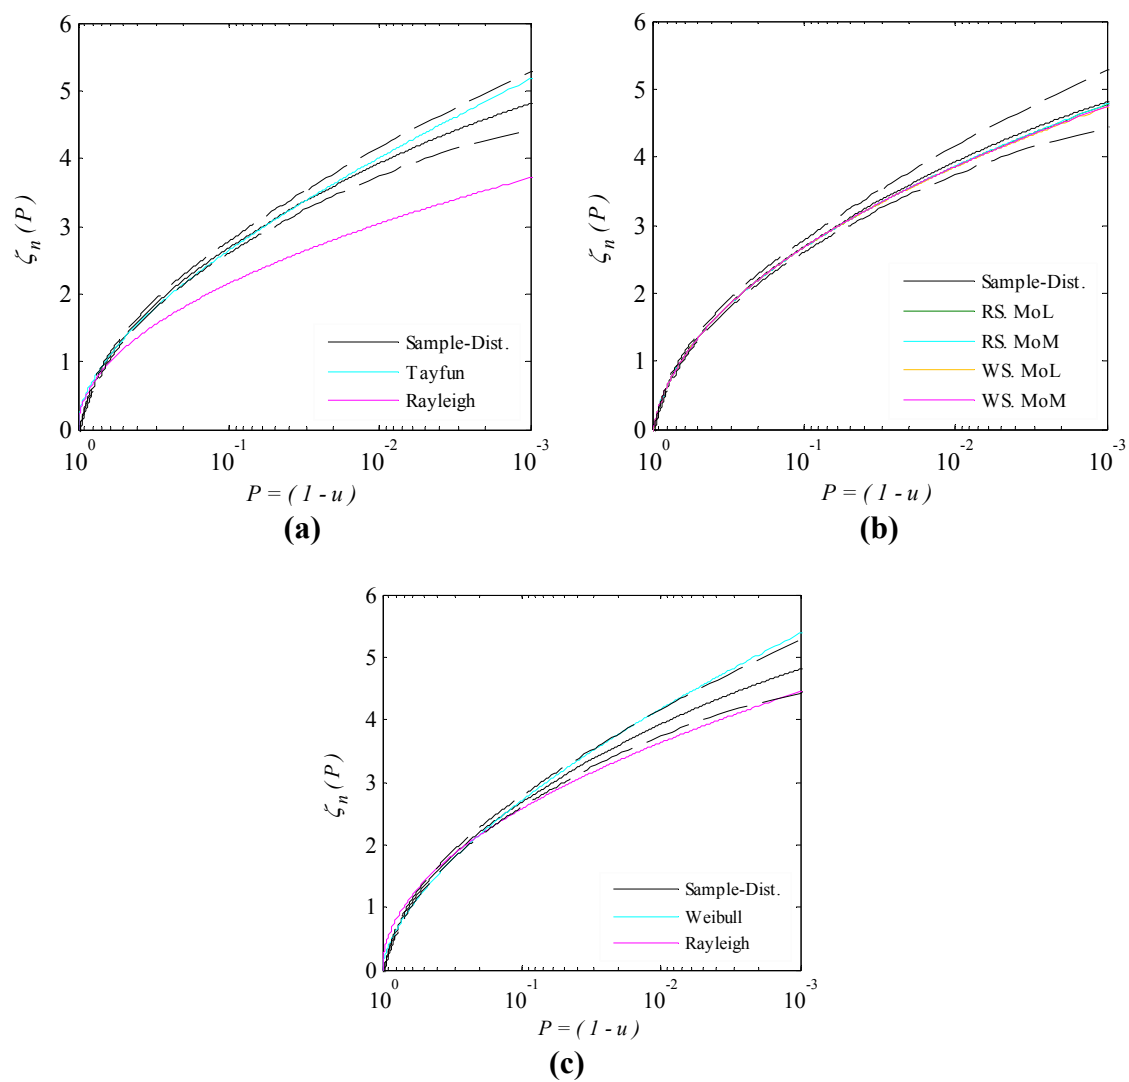 6
5
4
3
2
1
0
ζn (P)
Sample-Dist.
Tayfun
Rayleigh
10^0
10^-1
10^-2
10^-3
P = ( 1 - u )
(a)
6
5
4
3
2
1
0
ζn (P)
Sample-Dist.
RS. MoL
RS. MoM
WS. MoL
WS. MoM
10^0
10^-1
10^-2
10^-3
P = ( 1 - u )
(b)
6
5
4
3
2
1
0
ζn (P)
Sample-Dist.
Weibull
Rayleigh
10^0
10^-1
10^-2
10^-3
P = ( 1 - u )
(c)